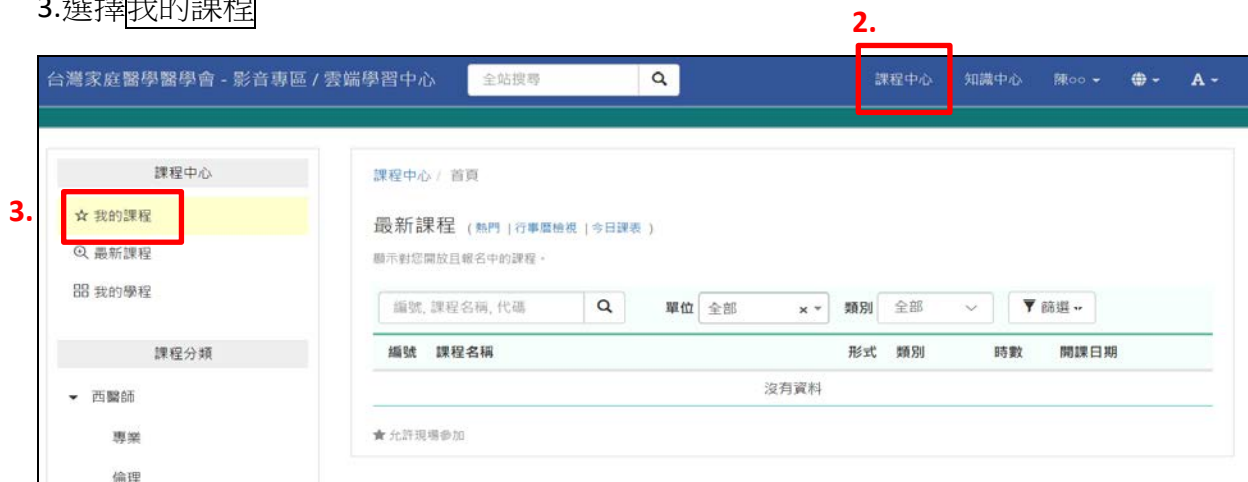 3.選擇我的課程
2.
台灣家庭醫學醫學會 - 影音專區 / 雲端學習中心 全站搜尋 課程中心 知識中心 陳○○ A
課程中心
3.
☆ 我的課程
最新課程
我的學程
課程分類
西醫師
專業
倫理
課程中心 / 首頁
最新課程 ( 熱門 | 行事曆檢視 | 今日課表 )
顯示對您開放且報名中的課程。
編號, 課程名稱, 代碼 單位 全部 × 類別 全部 篩選
編號 課程名稱 形式 類別 時數 開課日期
沒有資料
★ 允許現場參加